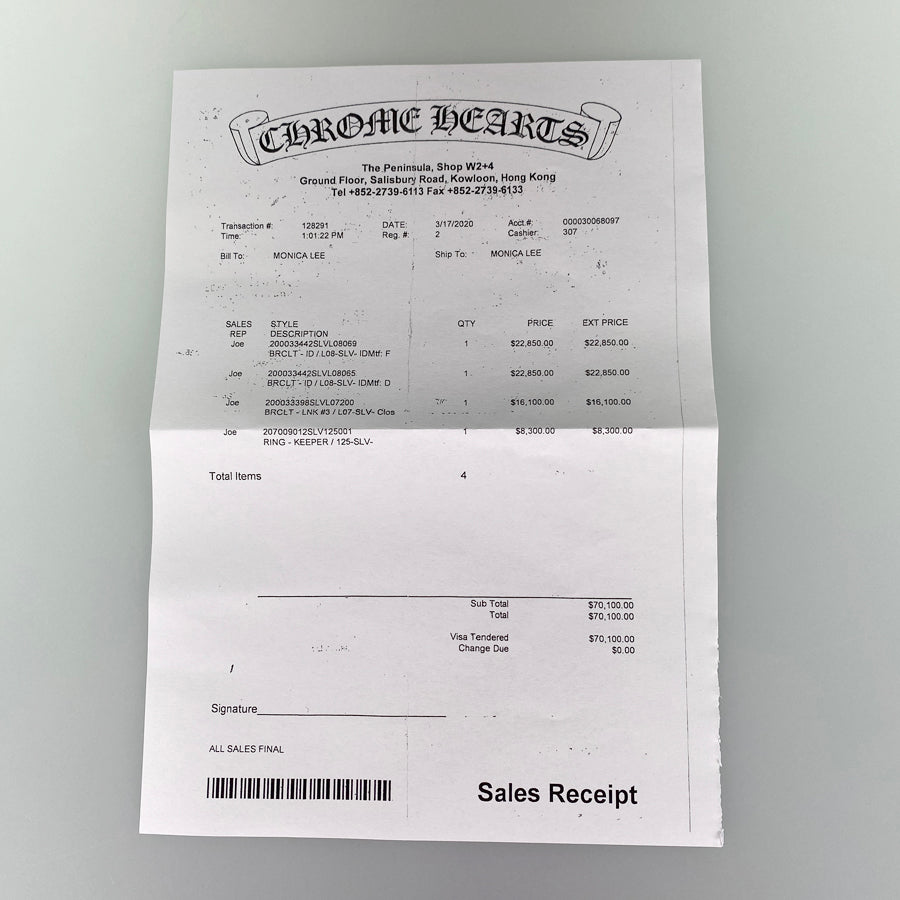 CHROME HEARTS
The Peninsula, Shop W2+4
Ground Floor, Salisbury Road, Kowloon, Hong Kong
Tel +852-2739-6113 Fax +852-2739-6133
Transaction #: 128291 DATE: 3/17/2020 Acct #: 000030068097
Time: 1:01:22 PM Reg. #: 2 Cashier: 307
Bill To: MONICA LEE Ship To: MONICA LEE
SALES STYLE QTY PRICE EXT PRICE
REP DESCRIPTION
Joe 200033442SLVL08069 1 $22,850.00 $22,850.00
BRCLT - ID / L08-SLV- IDMtf: F
Joe 200033442SLVL08065 1 $22,850.00 $22,850.00
BRCLT - ID / L08-SLV- IDMtf: D
Joe 200033398SLVL07200 1 $16,100.00 $16,100.00
BRCLT - LNK #3 / L07-SLV- Clos
Joe 207009012SLV125001 1 $8,300.00 $8,300.00
RING - KEEPER / 125-SLV-
Total Items 4
Sub Total $70,100.00
Total $70,100.00
Visa Tendered $70,100.00
Change Due $0.00
Signature
ALL SALES FINAL
Sales Receipt